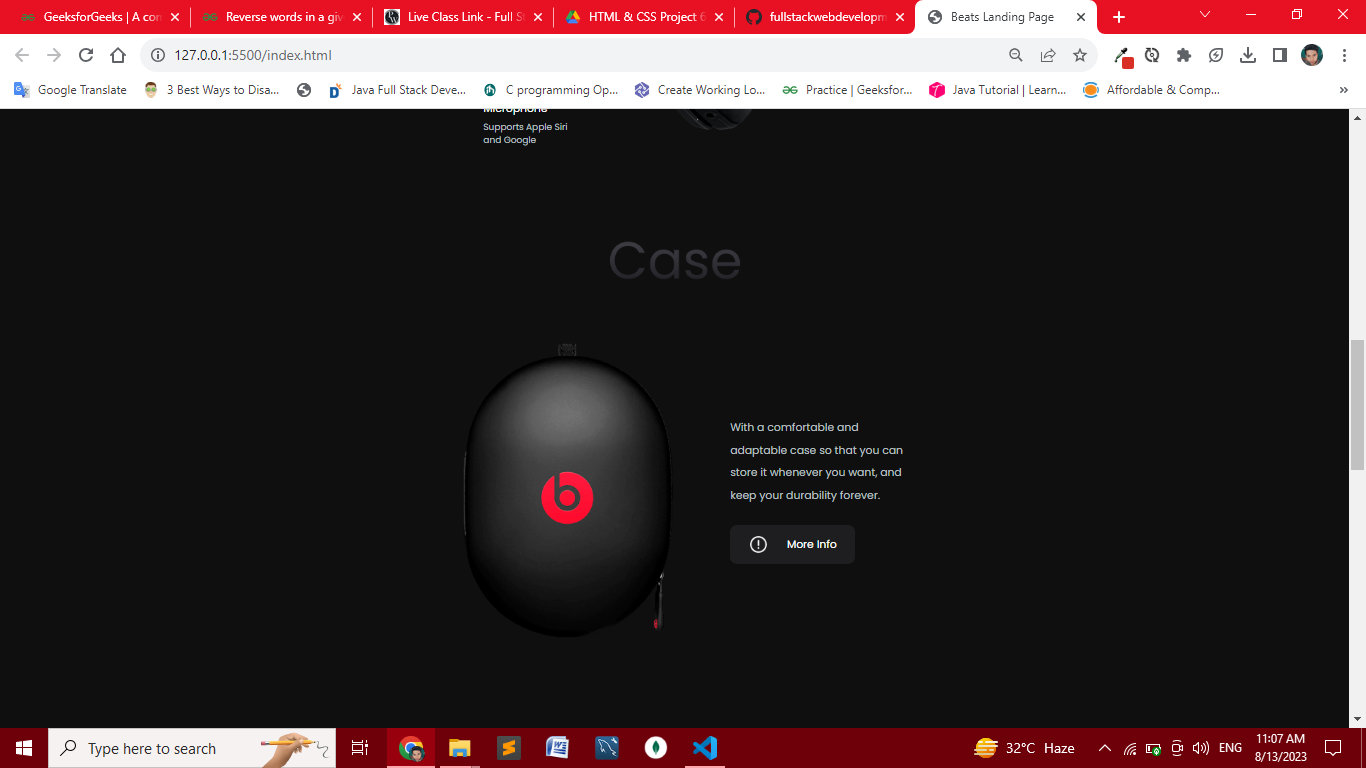 GeeksforGeeks | A com
Reverse words in a giv
Live Class Link - Full St
HTML & CSS Project 6
fullstackwebdevelopm
Beats Landing Page
127.0.0.1:5500/index.html
Google Translate
3 Best Ways to Disa...
Java Full Stack Deve...
C programming Op...
Create Working Lo...
Practice | Geeksfor...
Java Tutorial | Learn...
Affordable & Comp...
»
Microphone
Supports Apple Siri
and Google
Case
b
With a comfortable and
adaptable case so that you can
store it whenever you want, and
keep your durability forever.
More Info
Type here to search
32°C Haze
ENG
11:07 AM
8/13/2023